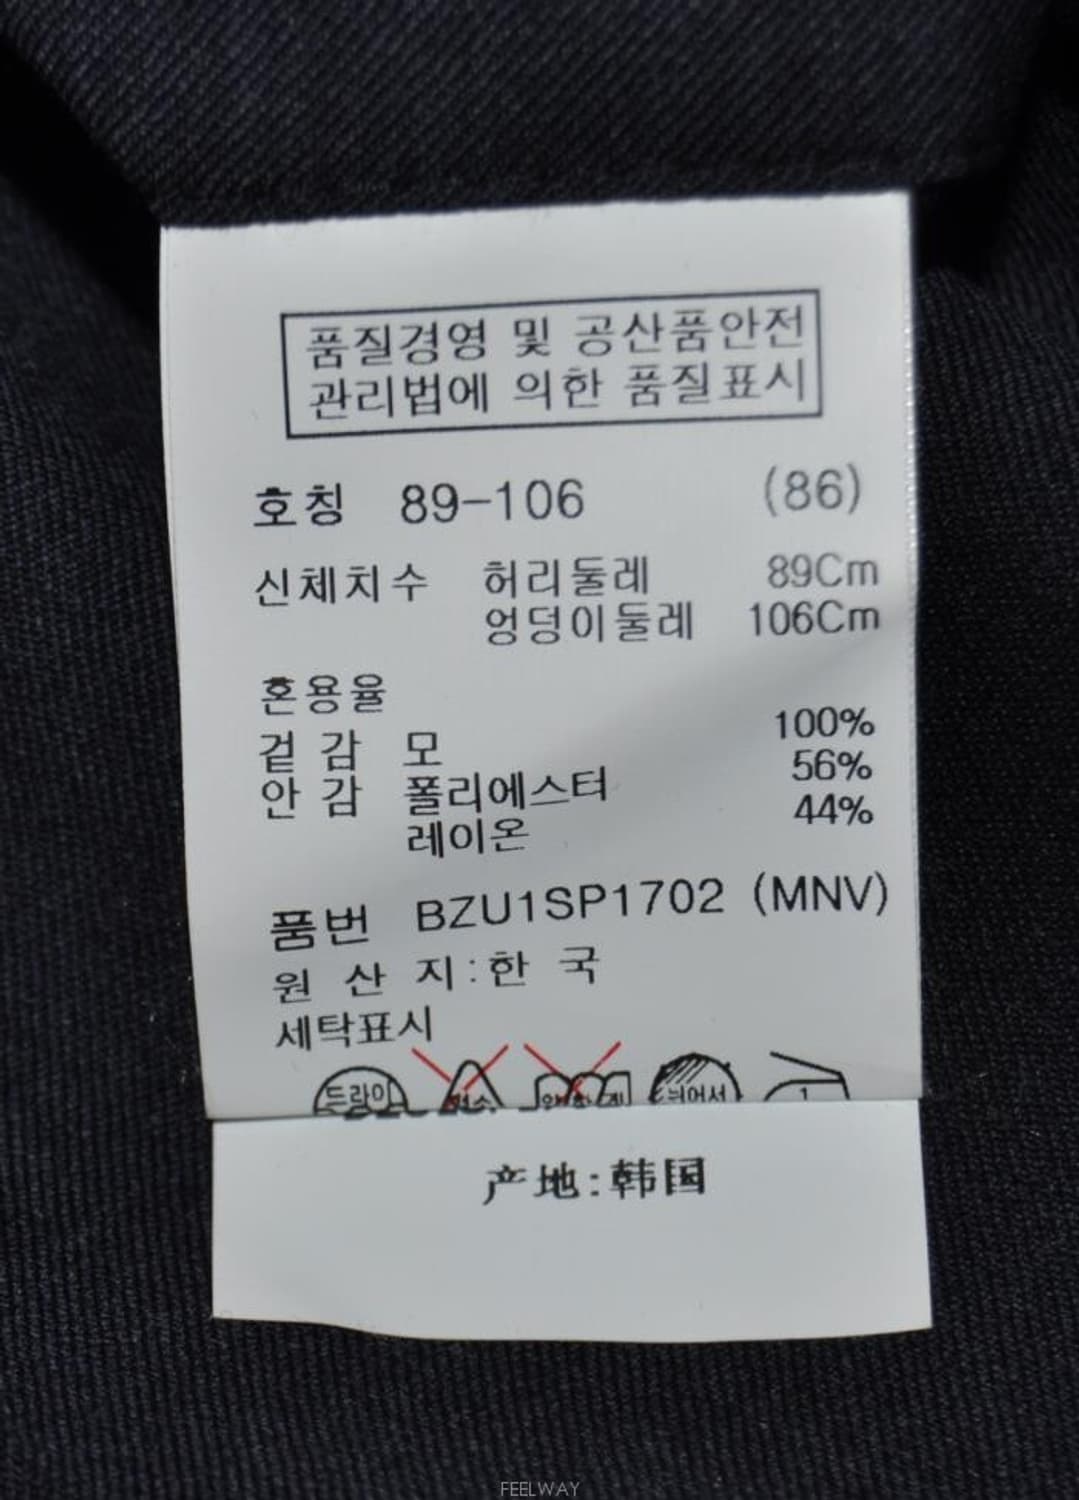 품질경영 및 공산품안전
관리법에 의한 품질표시
호칭 89-106 (86)
신체치수 허리둘레 89Cm
엉덩이둘레 106Cm
혼용율
겉 감 모 100%
안 감 폴리에스터 56%
레이온 44%
품번 BZU1SP1702 (MNV)
원 산 지:한 국
세탁표시
드라이 1
产地:韩国
FEELWAY